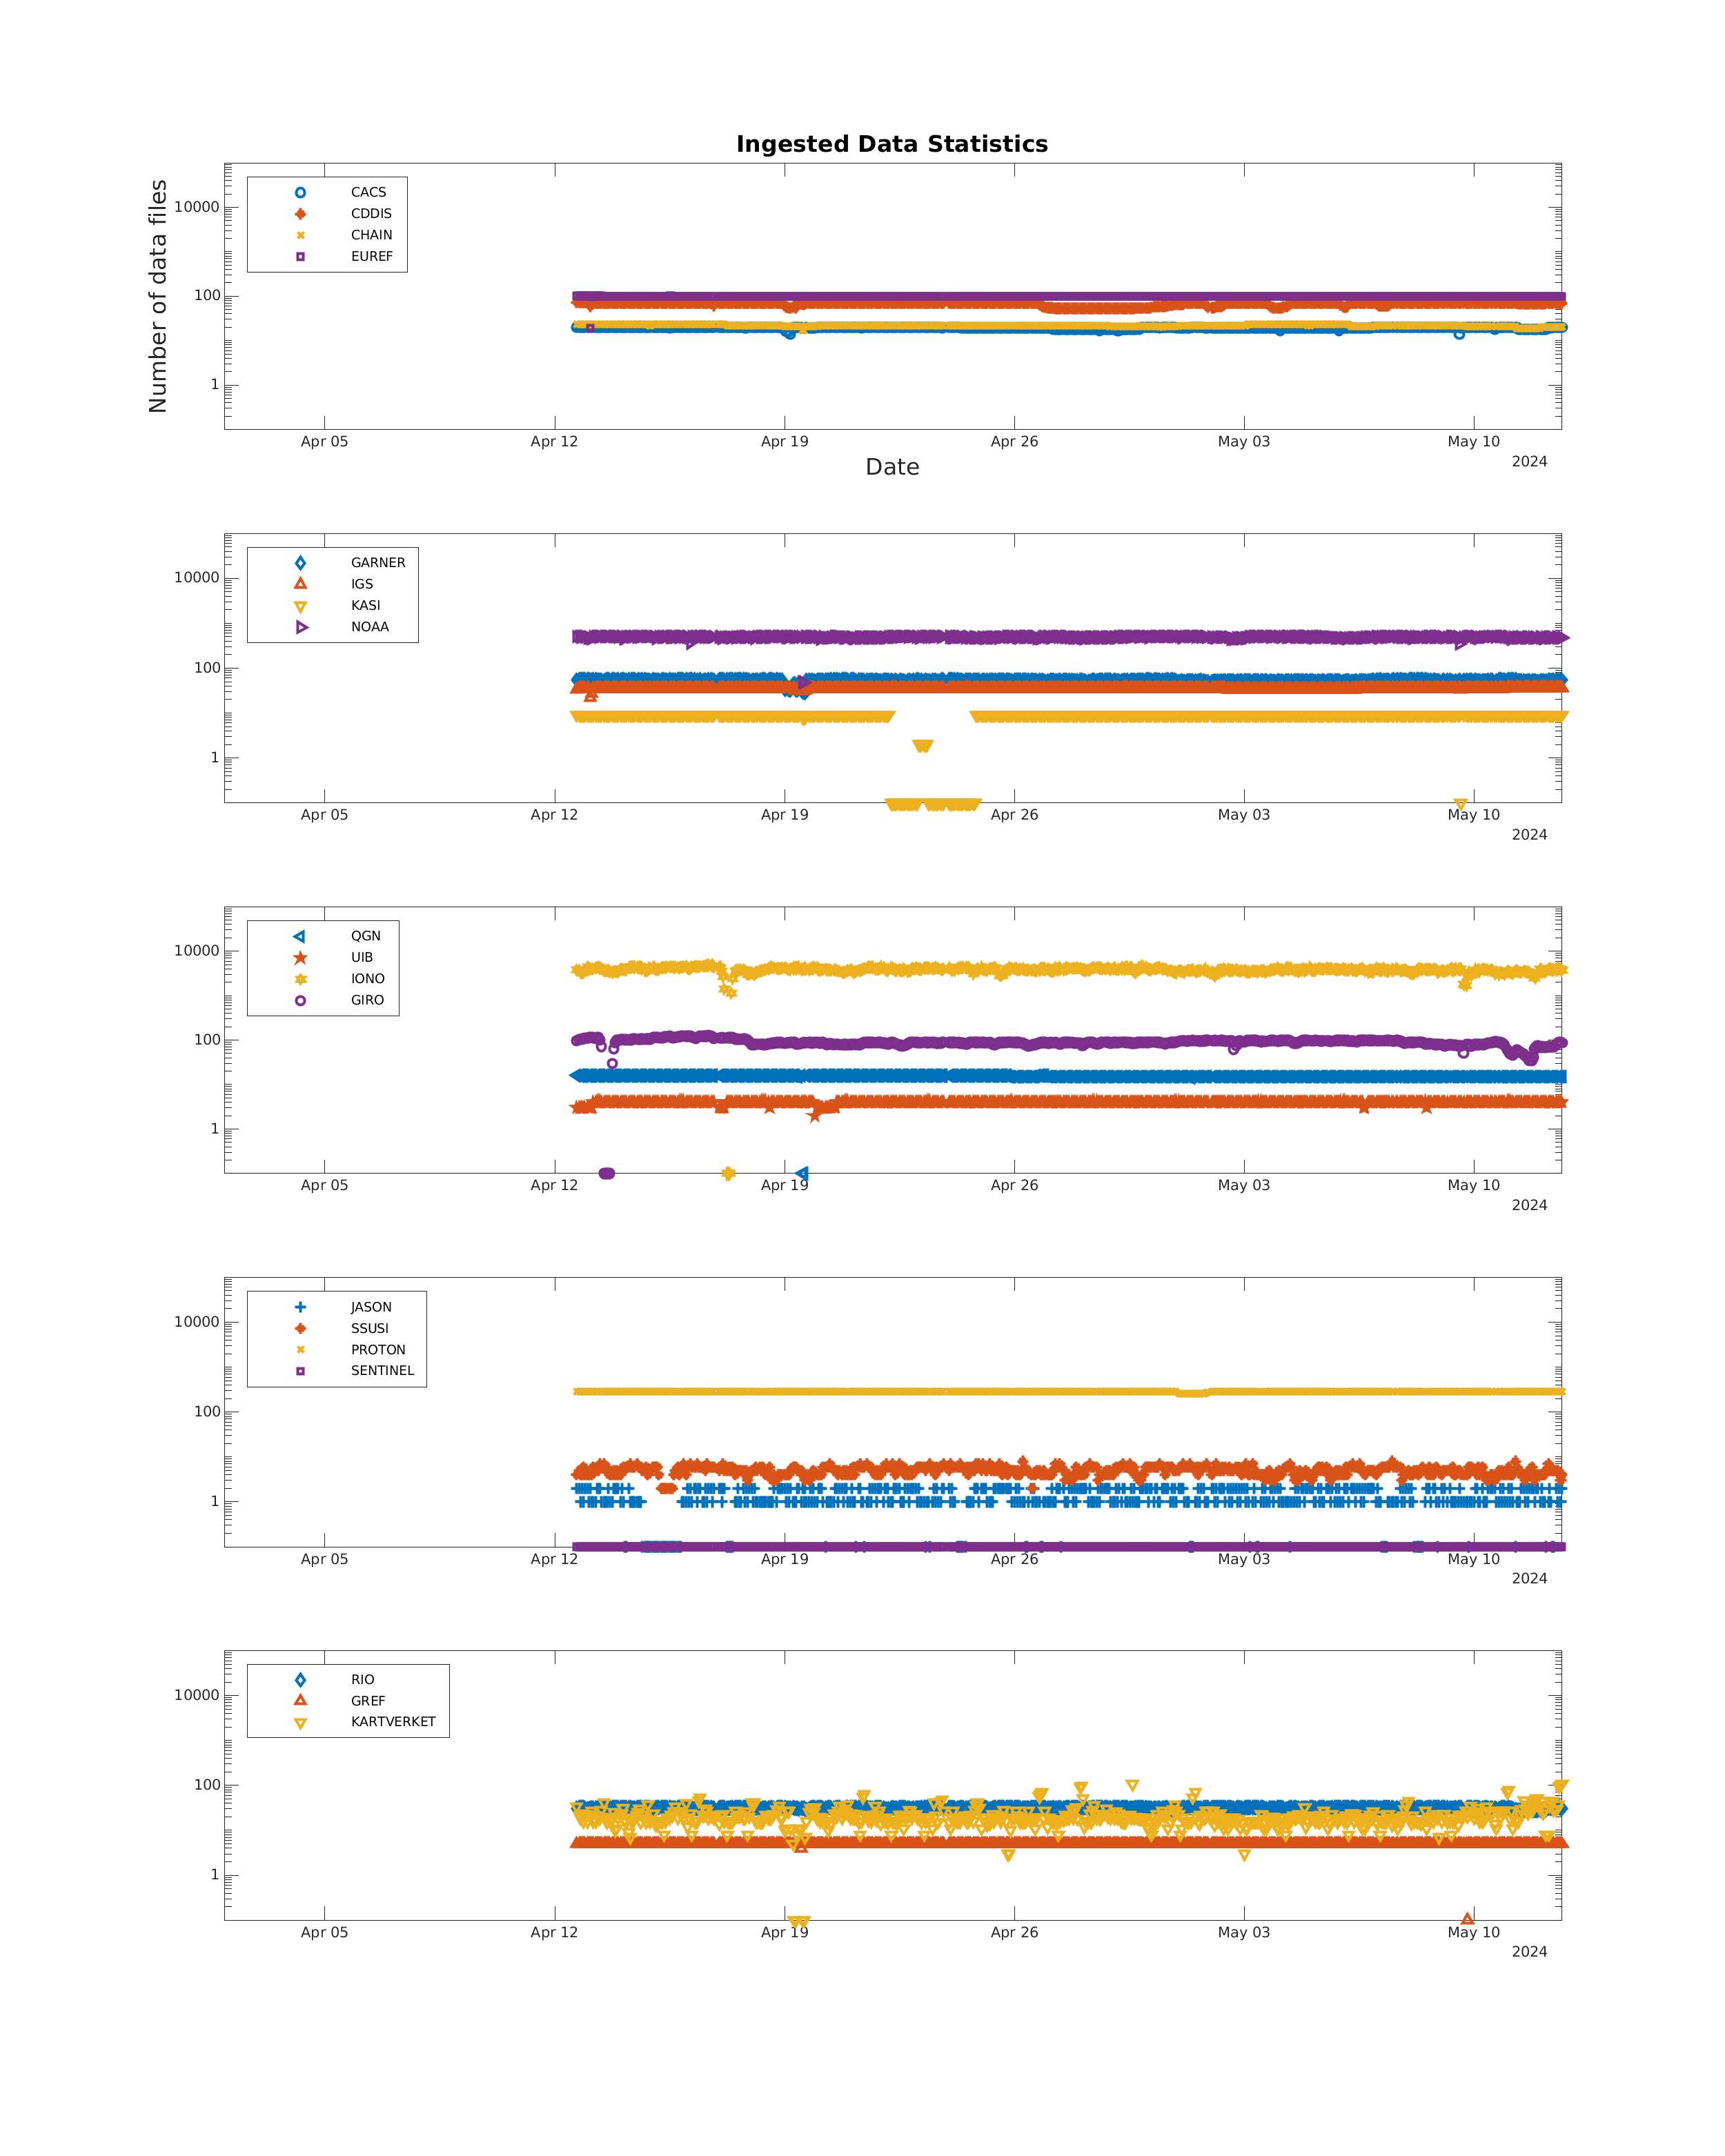 Ingested Data Statistics
Number of data files
10000
100
1
CACS
CDDIS
CHAIN
EUREF
Apr 05 Apr 12 Apr 19 Apr 26 May 03 May 10
2024
Date
10000
100
1
GARNER
IGS
KASI
NOAA
Apr 05 Apr 12 Apr 19 Apr 26 May 03 May 10
2024
10000
100
1
QGN
UIB
IONO
GIRO
Apr 05 Apr 12 Apr 19 Apr 26 May 03 May 10
2024
10000
100
1
JASON
SSUSI
PROTON
SENTINEL
Apr 05 Apr 12 Apr 19 Apr 26 May 03 May 10
2024
10000
100
1
RIO
GREF
KARTVERKET
Apr 05 Apr 12 Apr 19 Apr 26 May 03 May 10
2024